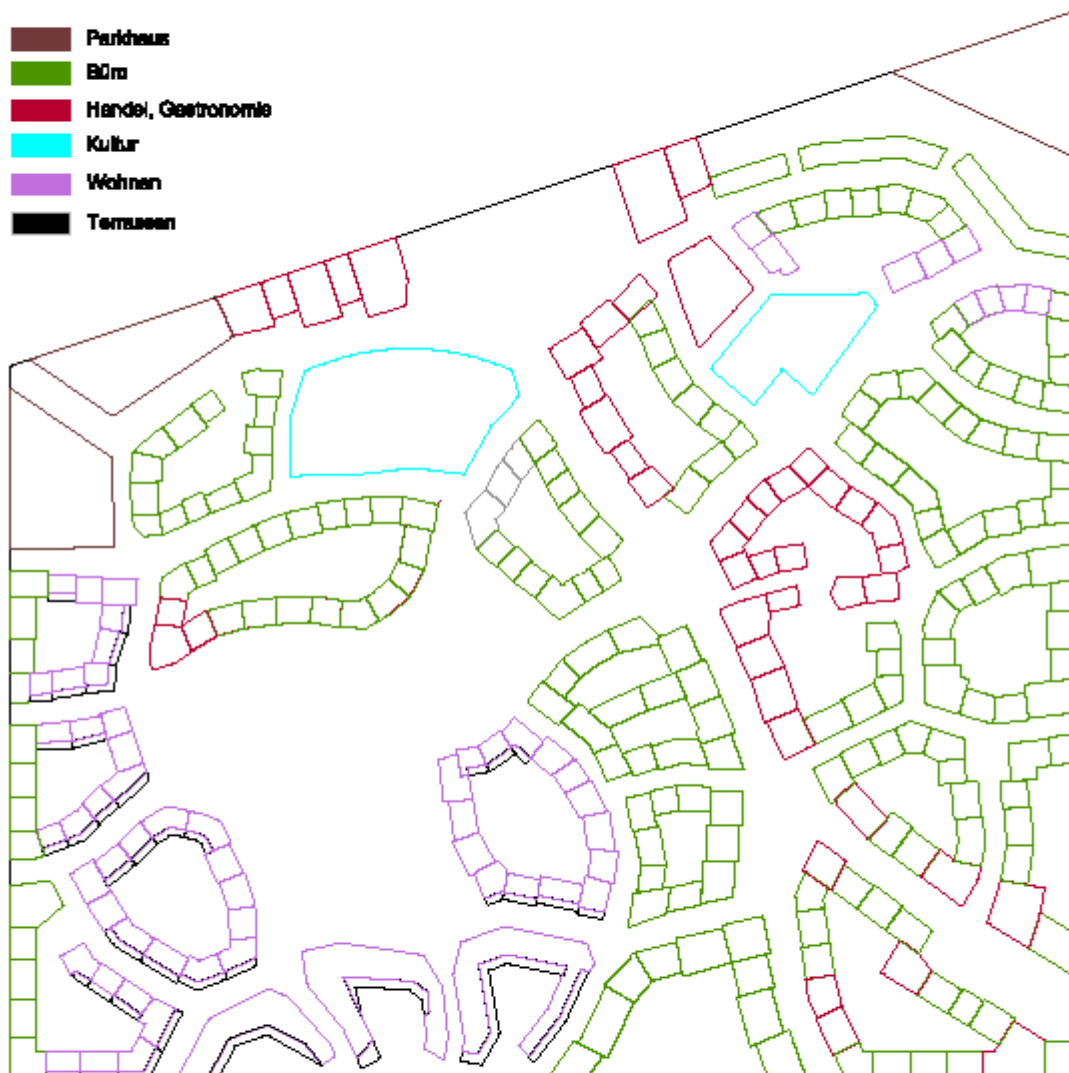 Parkhaus
Büro
Handel, Gastronomie
Kultur
Wohnen
Terrassen